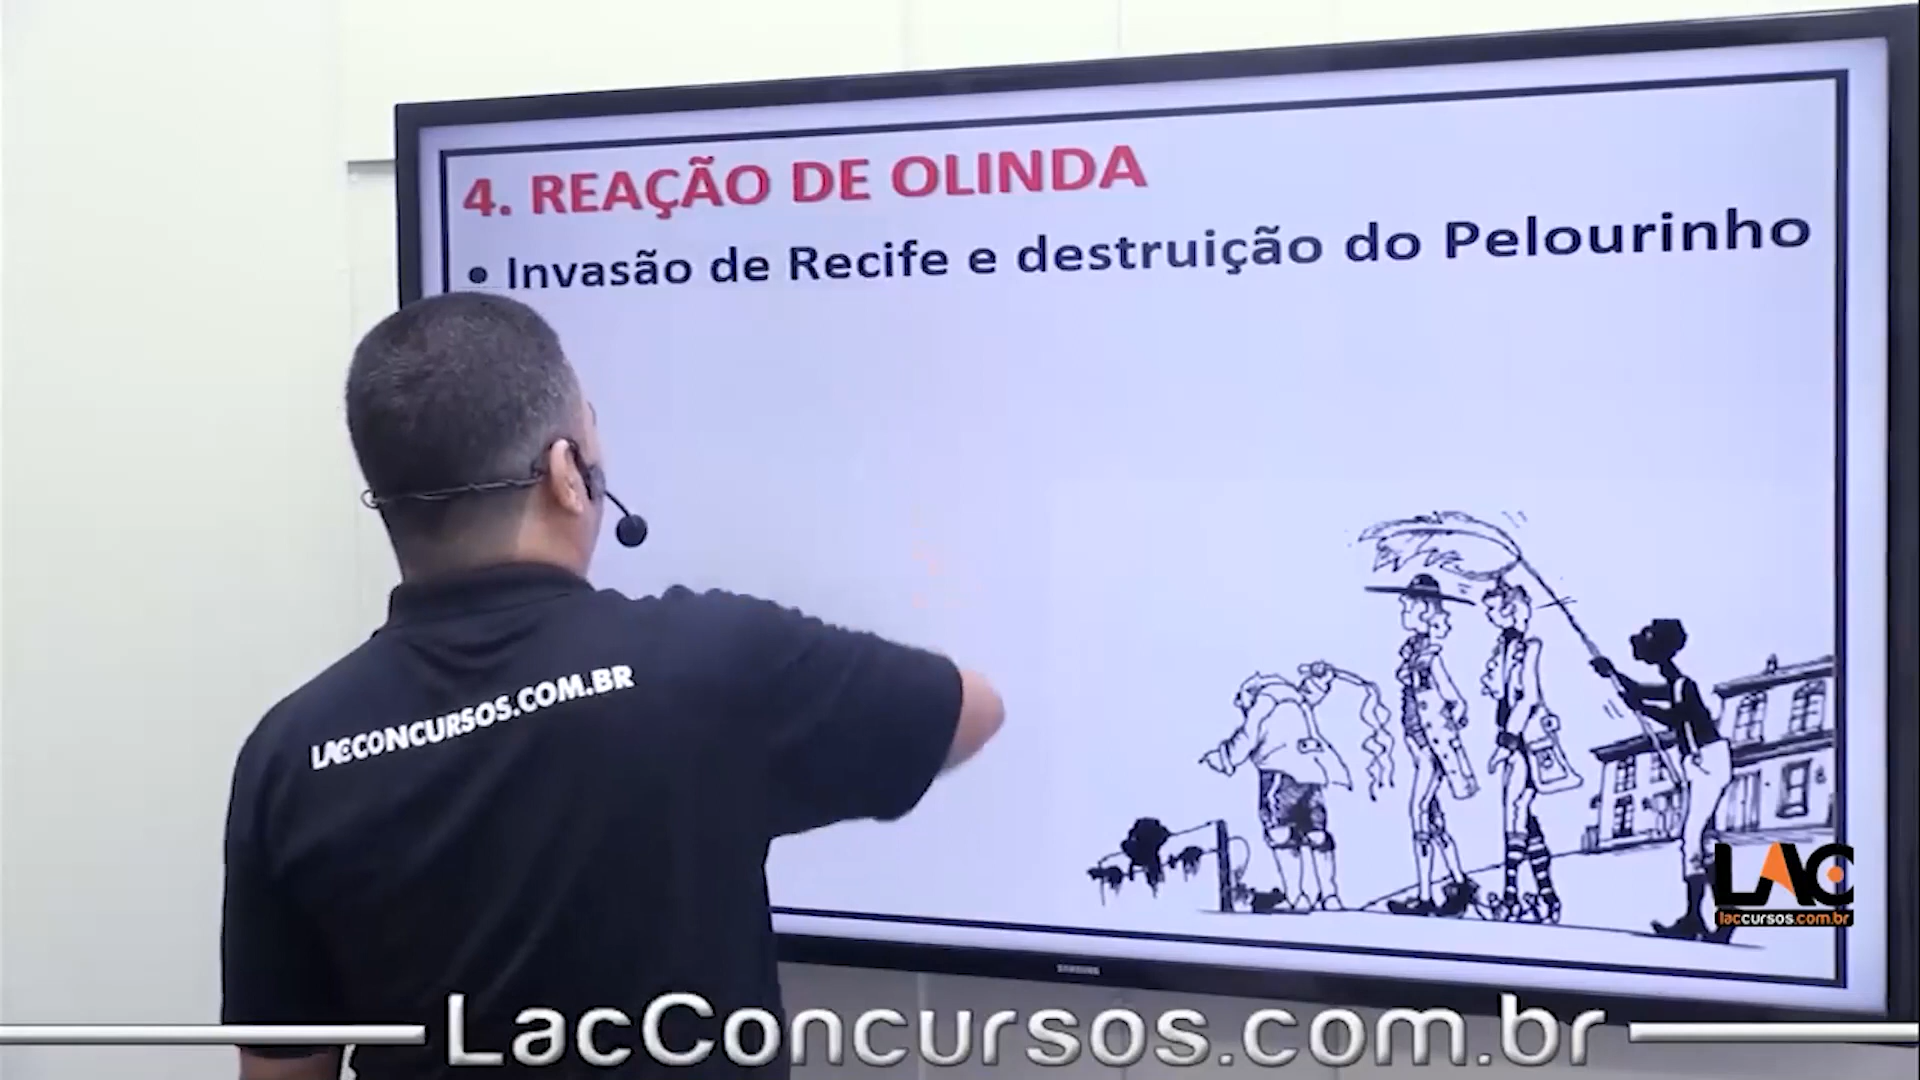 4. REAÇÃO DE OLINDA
• Invasão de Recife e destruição do Pelourinho
LACCONCURSOS.COM.BR
LAC
laccursos.com.br
SAMSUNG
LacConcursos.com.br